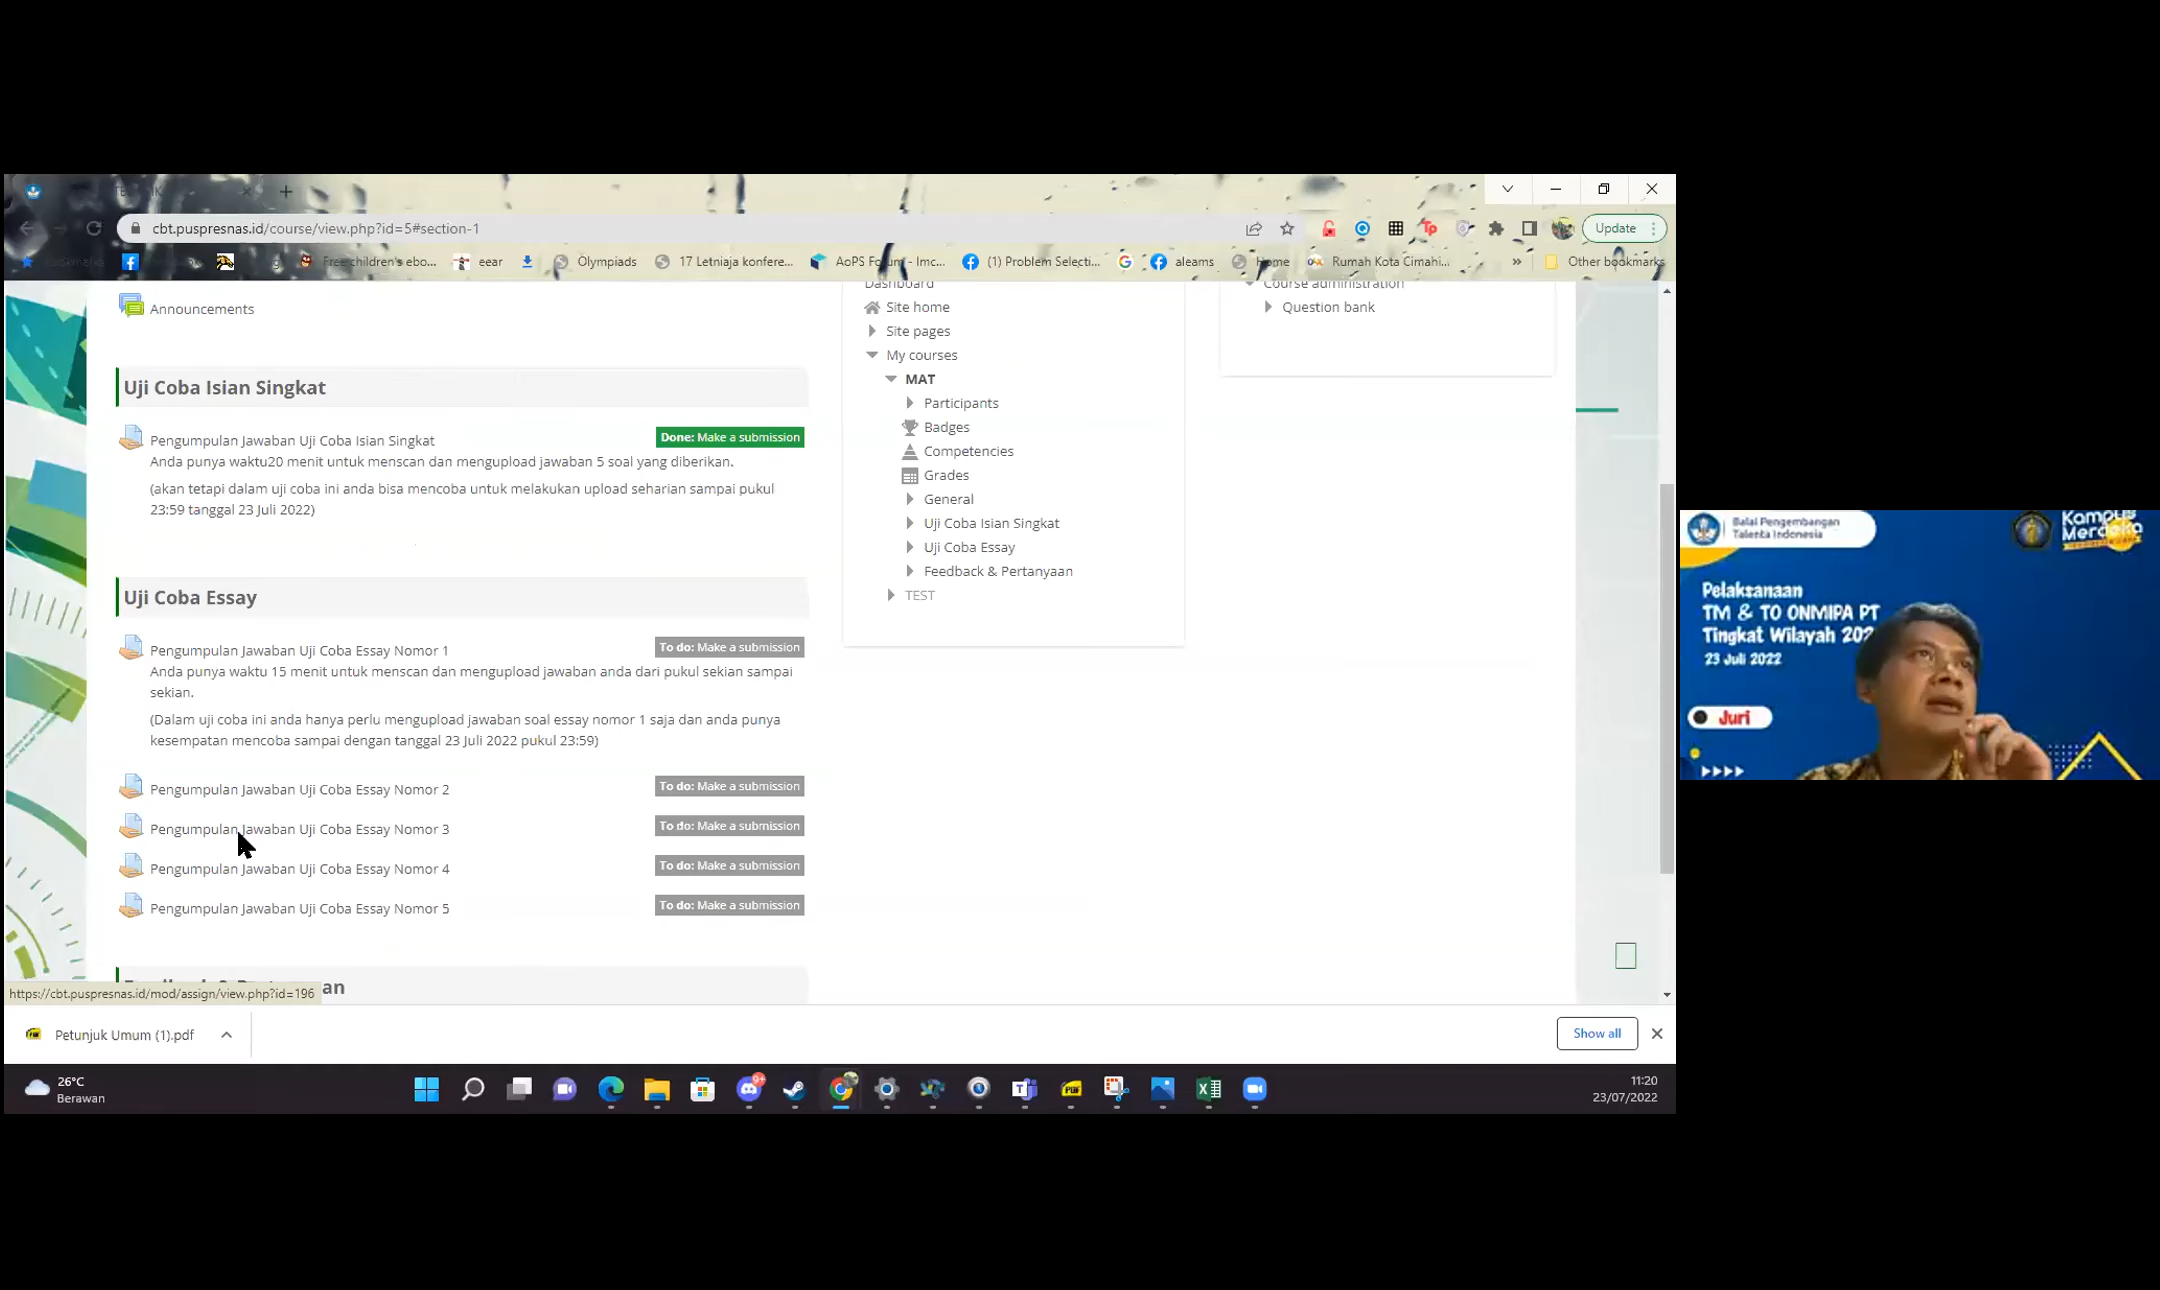 cbt.puspresnas.id/course/view.php?id=5#section-1
Update
Free children's ebo...
eear
Olympiads
17 Letniaja konfere...
AoPS Forum - Imc...
(1) Problem Selecti...
aleams
Home
Rumah Kota Cimahi...
»
Other bookmarks
Announcements
Uji Coba Isian Singkat
Pengumpulan Jawaban Uji Coba Isian Singkat
Done: Make a submission
Anda punya waktu20 menit untuk menscan dan mengupload jawaban 5 soal yang diberikan.
(akan tetapi dalam uji coba ini anda bisa mencoba untuk melakukan upload seharian sampai pukul
23:59 tanggal 23 Juli 2022)
Uji Coba Essay
Pengumpulan Jawaban Uji Coba Essay Nomor 1
To do: Make a submission
Anda punya waktu 15 menit untuk menscan dan mengupload jawaban anda dari pukul sekian sampai
sekian.
(Dalam uji coba ini anda hanya perlu mengupload jawaban soal essay nomor 1 saja dan anda punya
kesempatan mencoba sampai dengan tanggal 23 Juli 2022 pukul 23:59)
Pengumpulan Jawaban Uji Coba Essay Nomor 2
To do: Make a submission
Pengumpulan Jawaban Uji Coba Essay Nomor 3
To do: Make a submission
Pengumpulan Jawaban Uji Coba Essay Nomor 4
To do: Make a submission
Pengumpulan Jawaban Uji Coba Essay Nomor 5
To do: Make a submission
https://cbt.puspresnas.id/mod/assign/view.php?id=196
Dashboard
Site home
Site pages
My courses
MAT
Participants
Badges
Competencies
Grades
General
Uji Coba Isian Singkat
Uji Coba Essay
Feedback & Pertanyaan
TEST
Course administration
Question bank
Petunjuk Umum (1).pdf
Show all
26°C
Berawan
11:20
23/07/2022
Balai Pengembangan
Talenta Indonesia
Kampus
Merdeka
Pelaksanaan
TM & TO ONMIPA PT
Tingkat Wilayah 202
23 Juli 2022
Juri